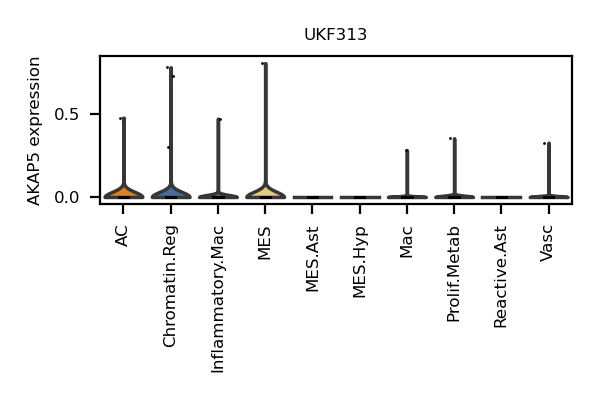 UKF313
AKAP5 expression
0.5
0.0
AC
Chromatin.Reg
Inflammatory.Mac
MES
MES.Ast
MES.Hyp
Mac
Prolif.Metab
Reactive.Ast
Vasc